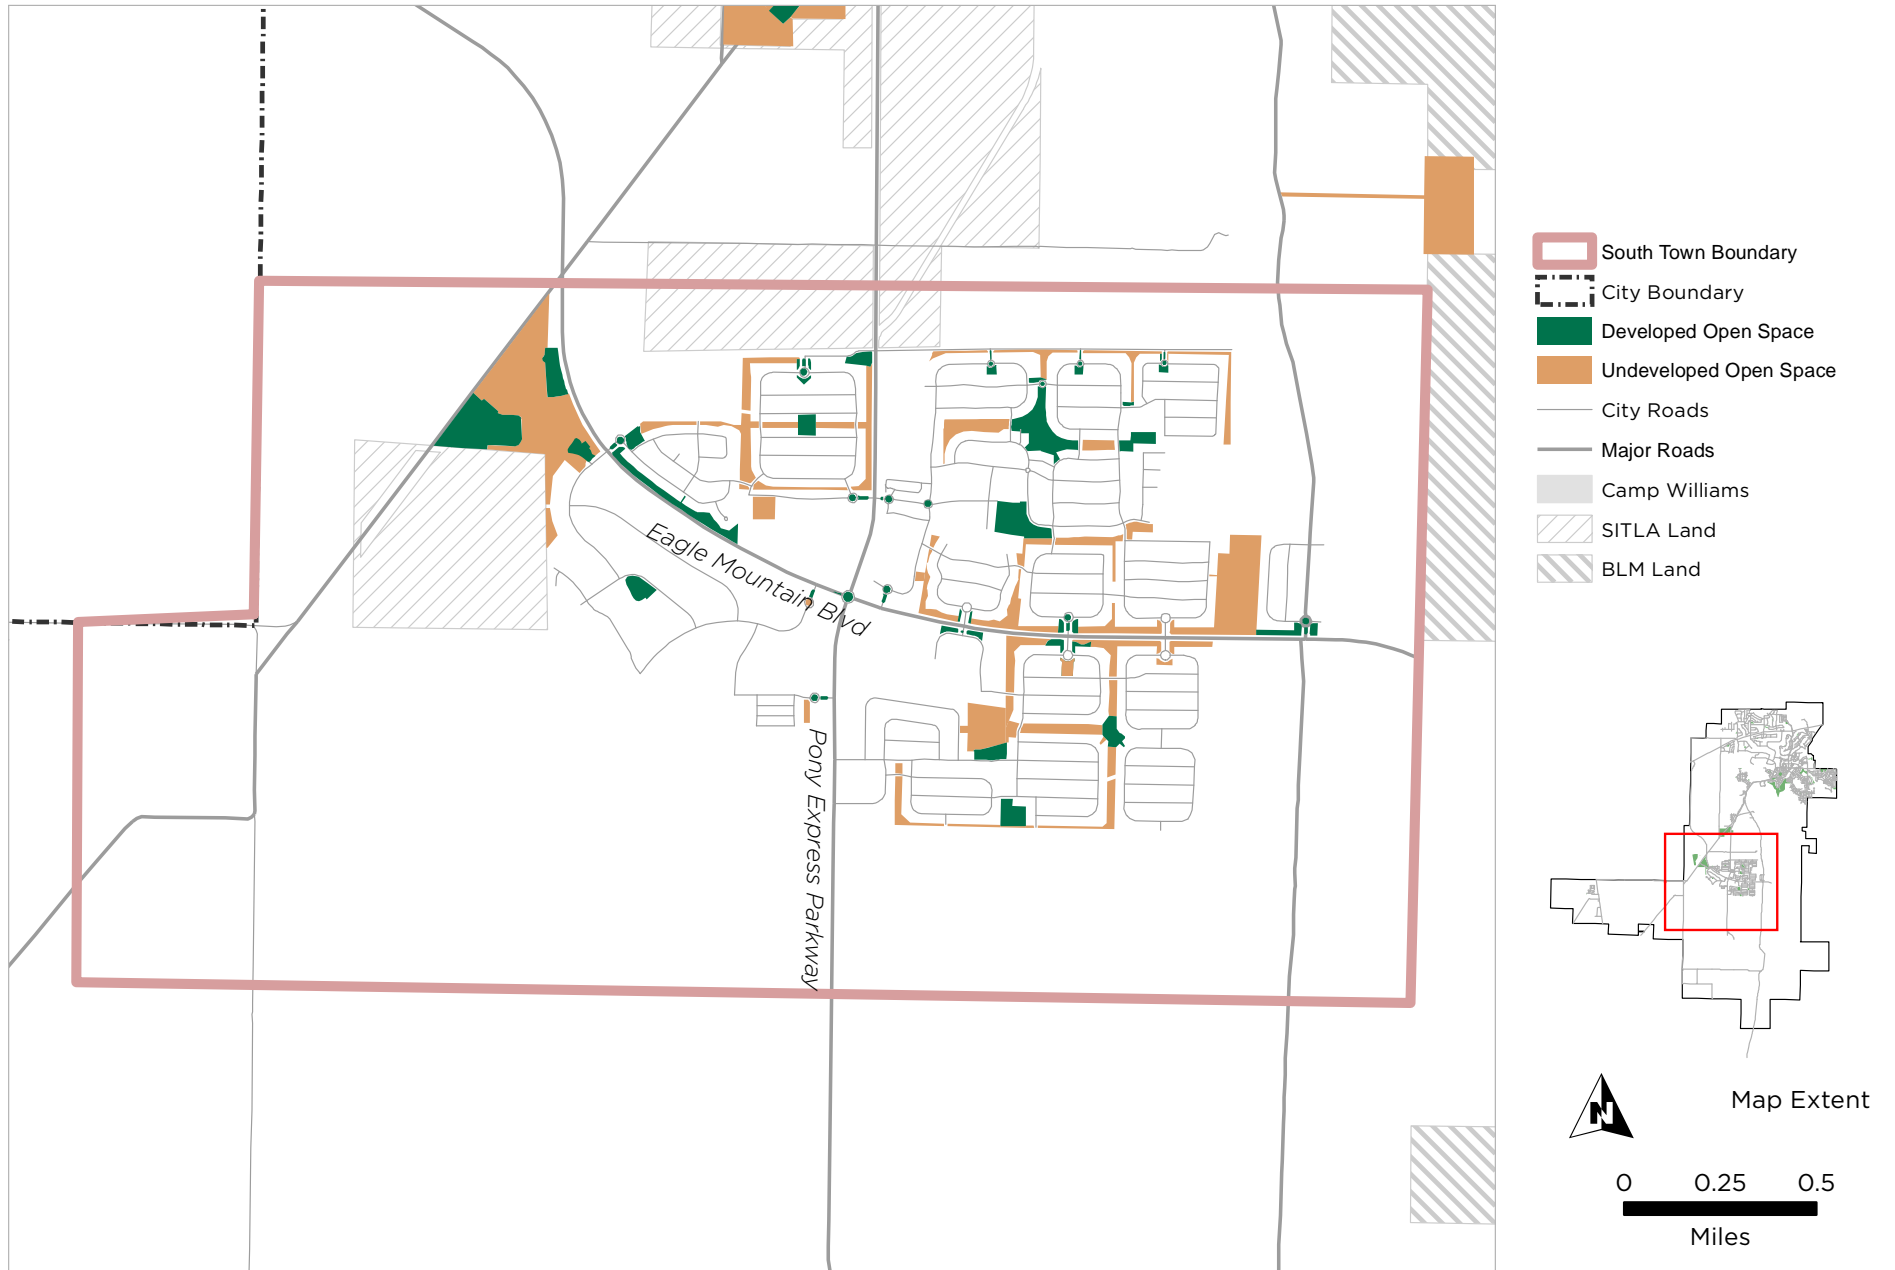 South Town Boundary
City Boundary
Developed Open Space
Undeveloped Open Space
City Roads
Major Roads
Camp Williams
SITLA Land
BLM Land
Eagle Mountain Blvd
Pony Express Parkway
N
Map Extent
0 0.25 0.5
Miles